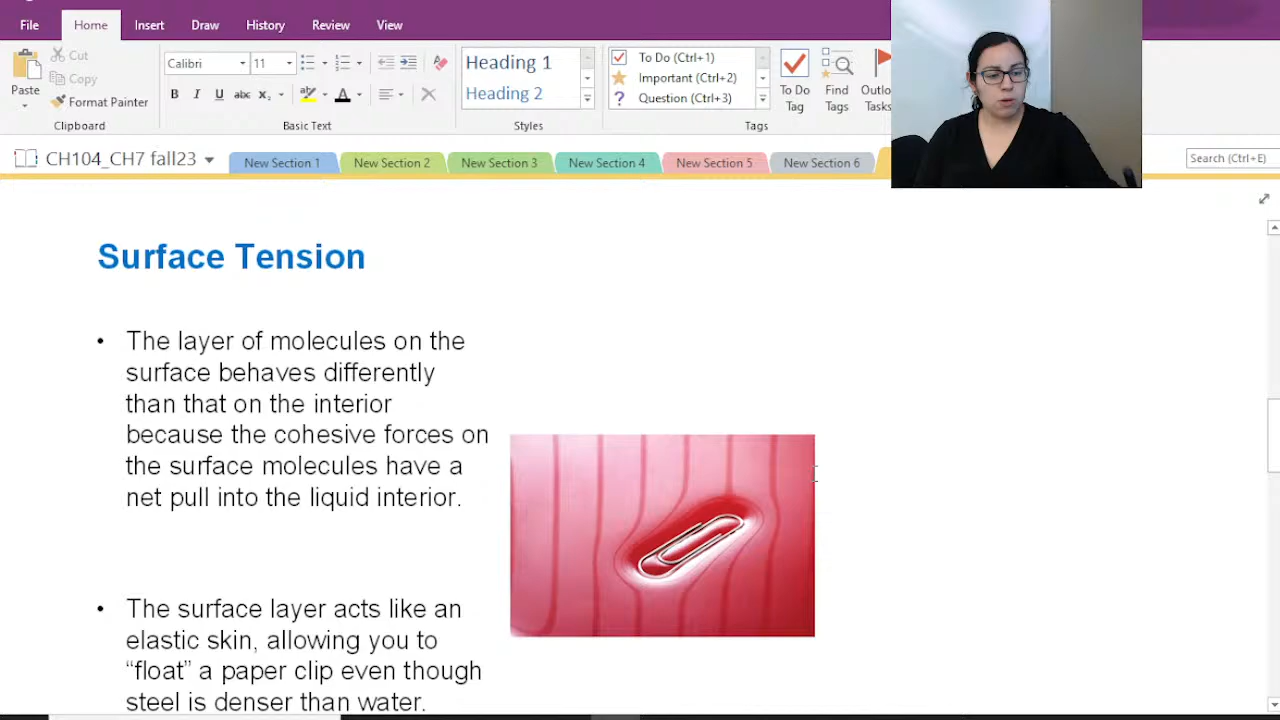 File Home Insert Draw History Review View
Cut
Copy
Paste
Format Painter
Clipboard
Calibri 11
B I U abc x₂ A
Basic Text
Heading 1
Heading 2
Styles
To Do (Ctrl+1)
Important (Ctrl+2)
Question (Ctrl+3)
To Do
Tag
Find
Tags
Tags
Outlo
Tasks
CH104_CH7 fall23
New Section 1 New Section 2 New Section 3 New Section 4 New Section 5 New Section 6
Search (Ctrl+E)
Surface Tension
• The layer of molecules on the
surface behaves differently
than that on the interior
because the cohesive forces on
the surface molecules have a
net pull into the liquid interior.
• The surface layer acts like an
elastic skin, allowing you to
“float” a paper clip even though
steel is denser than water.